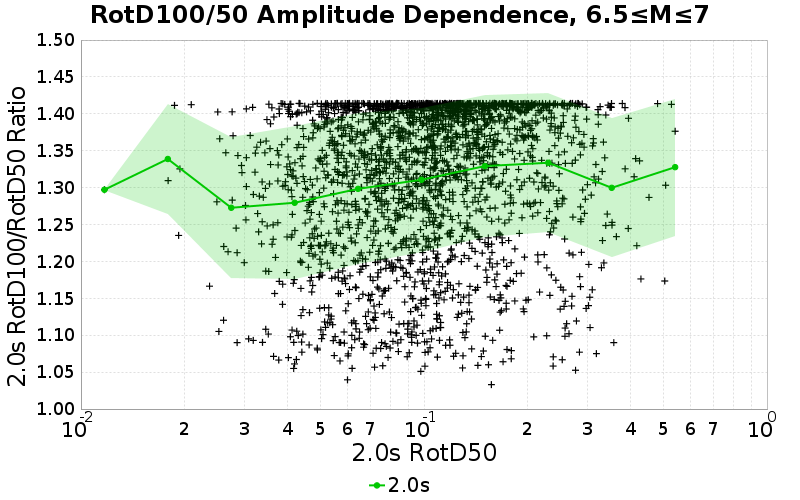 RotD100/50 Amplitude Dependence, 6.5≤M≤7
2.0s RotD100/RotD50 Ratio
1.50
1.45
1.40
1.35
1.30
1.25
1.20
1.15
1.10
1.05
1.00
10-2 2 3 4 5 6 7 10-1 2 3 4 5 6 7 100
2.0s RotD50
2.0s